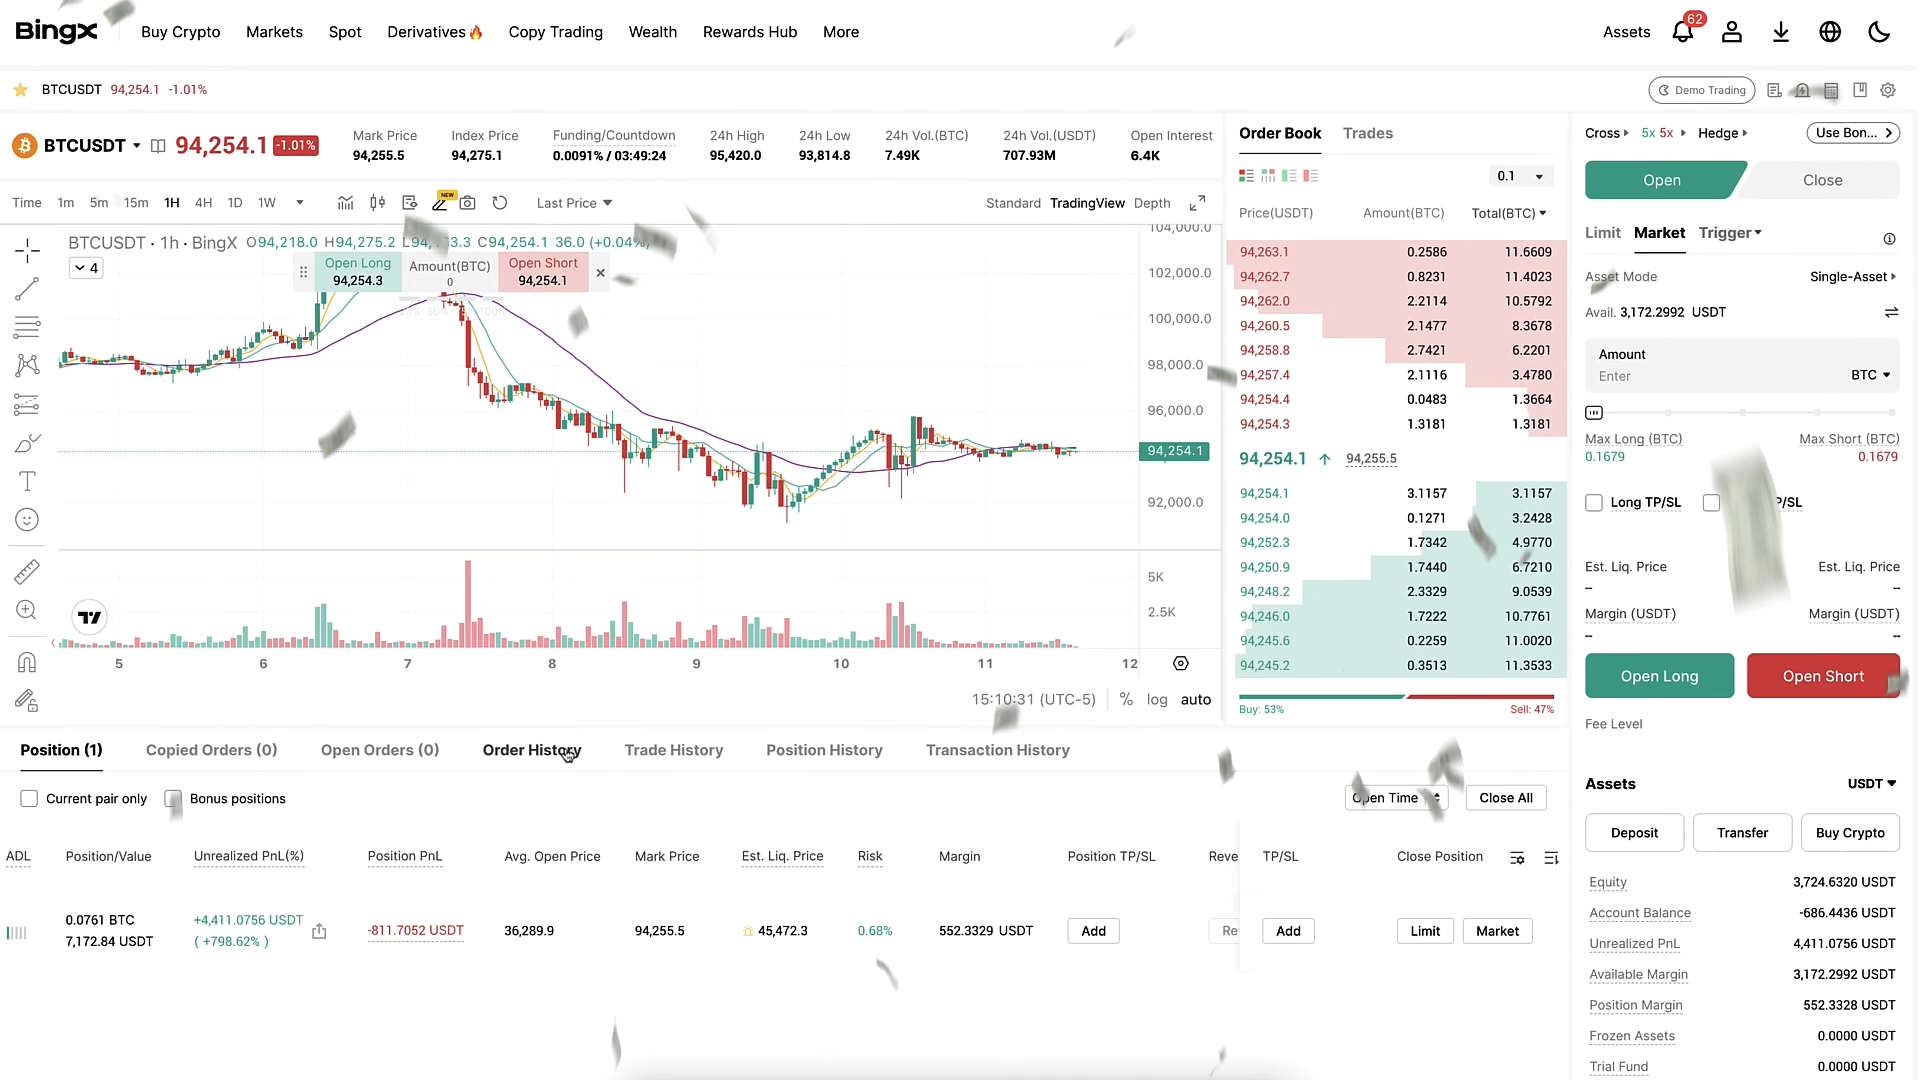 BingX
Buy Crypto
Markets
Spot
Derivatives
Copy Trading
Wealth
Rewards Hub
More
Assets
62
BTCUSDT 94,254.1 -1.01%
Demo Trading
BTCUSDT
94,254.1 -1.01%
Mark Price
94,255.5
Index Price
94,275.1
Funding/Countdown
0.0091% / 03:49:24
24h High
95,420.0
24h Low
93,814.8
24h Vol.(BTC)
7.49K
24h Vol.(USDT)
707.93M
Open Interest
6.4K
Time 1m 5m 15m 1H 4H 1D 1W
NEW
Last Price
Standard TradingView Depth
BTCUSDT · 1h · BingX O94,218.0 H94,275.2 C94,254.1 36.0 (+0.04%)
4
Open Long
94,254.3
Amount(BTC)
0
Open Short
94,254.1
50% 100%
104,000.0
102,000.0
100,000.0
98,000.0
96,000.0
94,254.1
92,000.0
5K
2.5K
5 6 7 8 9 10 11 12
15:10:31 (UTC-5) % log auto
Order Book Trades
0.1
Price(USDT) Amount(BTC) Total(BTC)
94,263.1 0.2586 11.6609
94,262.7 0.8231 11.4023
94,262.0 2.2114 10.5792
94,260.5 2.1477 8.3678
94,258.8 2.7421 6.2201
94,257.4 2.1116 3.4780
94,254.4 0.0483 1.3664
94,254.3 1.3181 1.3181
94,254.1 94,255.5
94,254.1 3.1157 3.1157
94,254.0 0.1271 3.2428
94,252.3 1.7342 4.9770
94,250.9 1.7440 6.7210
94,248.2 2.3329 9.0539
94,246.0 1.7222 10.7761
94,245.6 0.2259 11.0020
94,245.2 0.3513 11.3533
Buy: 53% Sell: 47%
Cross 5x 5x Hedge Use Bon...
Open Close
Limit Market Trigger
Asset Mode Single-Asset
Avail. 3,172.2992 USDT
Amount
Enter BTC
Max Long (BTC) Max Short (BTC)
0.1679 0.1679
Long TP/SL P/SL
Est. Liq. Price Est. Liq. Price
-- --
Margin (USDT) Margin (USDT)
-- --
Open Long Open Short
Fee Level
Position (1)
Copied Orders (0)
Open Orders (0)
Order History
Trade History
Position History
Transaction History
Current pair only
Bonus positions
Open Time
Close All
ADL
Position/Value
Unrealized PnL(%)
Position PnL
Avg. Open Price
Mark Price
Est. Liq. Price
Risk
Margin
Position TP/SL
Reve
TP/SL
Close Position
0.0761 BTC
7,172.84 USDT
+4,411.0756 USDT
( +798.62% )
-811.7052 USDT
36,289.9
94,255.5
45,472.3
0.68%
552.3329 USDT
Add
Re
Add
Limit
Market
Assets USDT
Deposit Transfer Buy Crypto
Equity 3,724.6320 USDT
Account Balance -686.4436 USDT
Unrealized PnL 4,411.0756 USDT
Available Margin 3,172.2992 USDT
Position Margin 552.3328 USDT
Frozen Assets 0.0000 USDT
Trial Fund 0.0000 USDT